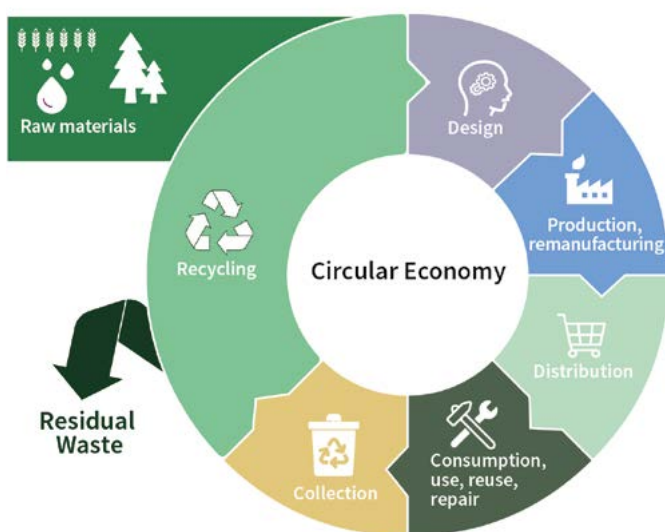 Raw materials
Design
Production,
remanufacturing
Recycling
Circular Economy
Distribution
Residual
Waste
Consumption,
use, reuse,
repair
Collection